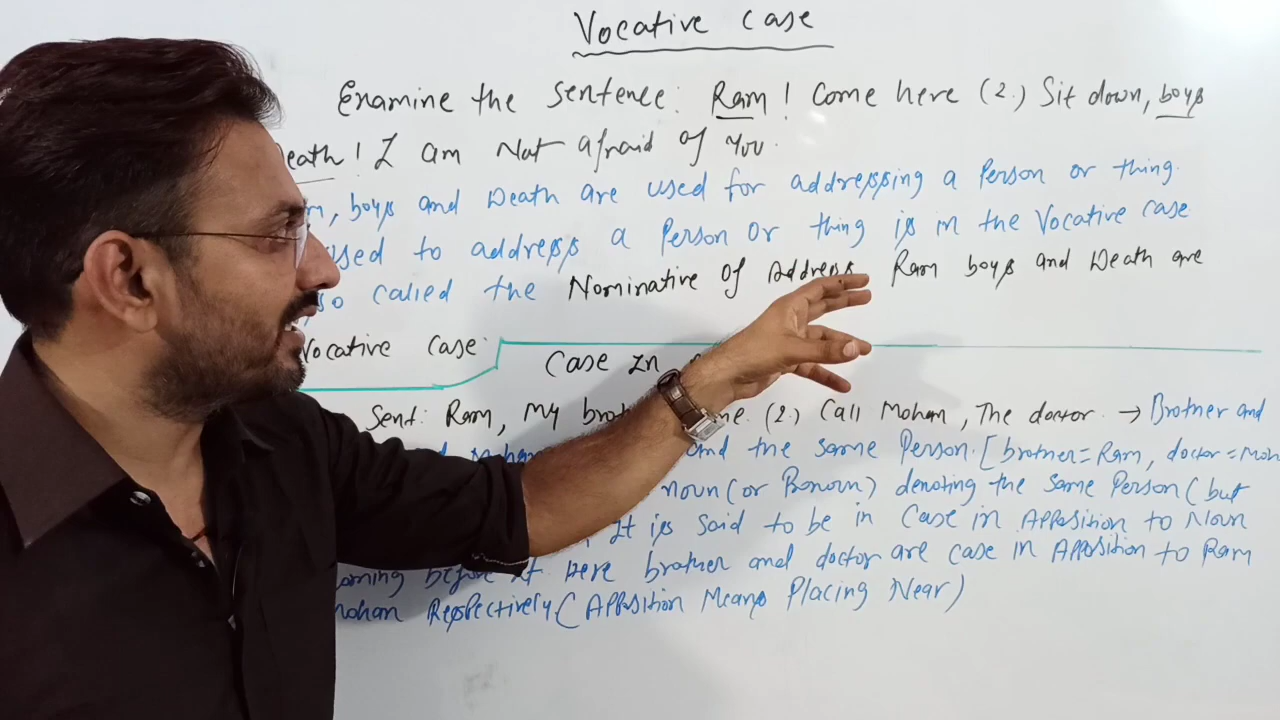 Vocative Case
Examine the sentence: Ram! Come here (2.) Sit down, boys
eath! I am Not afraid of You.
m, boys and Death are used for addressing a Person or thing.
used to address a Person or thing is in the Vocative case
so called the Nominative Of Address. Ram boys and Death are
Vocative Case.
Case In
Sent: Ram, My bro me. (2.) Call Mohan, The doctor. → Brother and
and the same Person. [brother=Ram, doctor=Moh
noun (or Pronoun) denoting the same Person (but
It is said to be in Case in Apposition to Noun
coming before it Here brother and doctor are case in Apposition to Ram
Mohan Respectively (Apposition Means Placing Near)